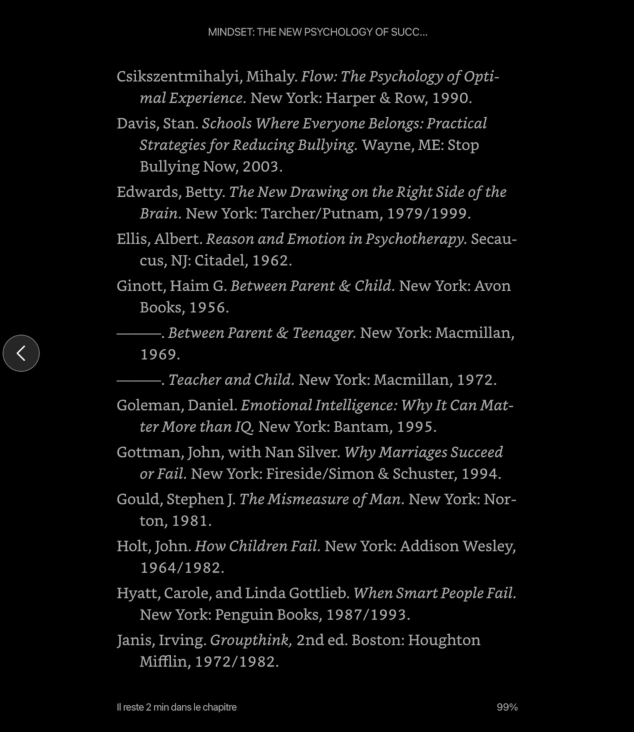 MINDSET: THE NEW PSYCHOLOGY OF SUCC...
Csikszentmihalyi, Mihaly. Flow: The Psychology of Opti-
mal Experience. New York: Harper & Row, 1990.
Davis, Stan. Schools Where Everyone Belongs: Practical
Strategies for Reducing Bullying. Wayne, ME: Stop
Bullying Now, 2003.
Edwards, Betty. The New Drawing on the Right Side of the
Brain. New York: Tarcher/Putnam, 1979/1999.
Ellis, Albert. Reason and Emotion in Psychotherapy. Secau-
cus, NJ: Citadel, 1962.
Ginott, Haim G. Between Parent & Child. New York: Avon
Books, 1956.
———. Between Parent & Teenager. New York: Macmillan,
1969.
———. Teacher and Child. New York: Macmillan, 1972.
Goleman, Daniel. Emotional Intelligence: Why It Can Mat-
ter More than IQ. New York: Bantam, 1995.
Gottman, John, with Nan Silver. Why Marriages Succeed
or Fail. New York: Fireside/Simon & Schuster, 1994.
Gould, Stephen J. The Mismeasure of Man. New York: Nor-
ton, 1981.
Holt, John. How Children Fail. New York: Addison Wesley,
1964/1982.
Hyatt, Carole, and Linda Gottlieb. When Smart People Fail.
New York: Penguin Books, 1987/1993.
Janis, Irving. Groupthink, 2nd ed. Boston: Houghton
Mifflin, 1972/1982.
Il reste 2 min dans le chapitre
99%